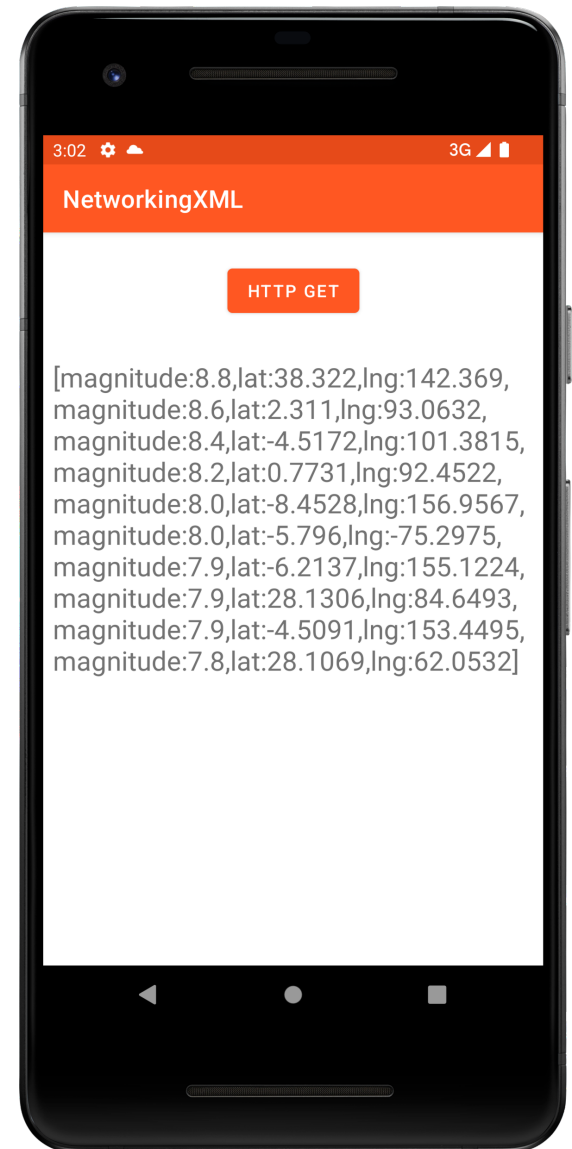 3:02 3G
NetworkingXML
HTTP GET
[magnitude:8.8,lat:38.322,lng:142.369,
magnitude:8.6,lat:2.311,lng:93.0632,
magnitude:8.4,lat:-4.5172,lng:101.3815,
magnitude:8.2,lat:0.7731,lng:92.4522,
magnitude:8.0,lat:-8.4528,lng:156.9567,
magnitude:8.0,lat:-5.796,lng:-75.2975,
magnitude:7.9,lat:-6.2137,lng:155.1224,
magnitude:7.9,lat:28.1306,lng:84.6493,
magnitude:7.9,lat:-4.5091,lng:153.4495,
magnitude:7.8,lat:28.1069,lng:62.0532]